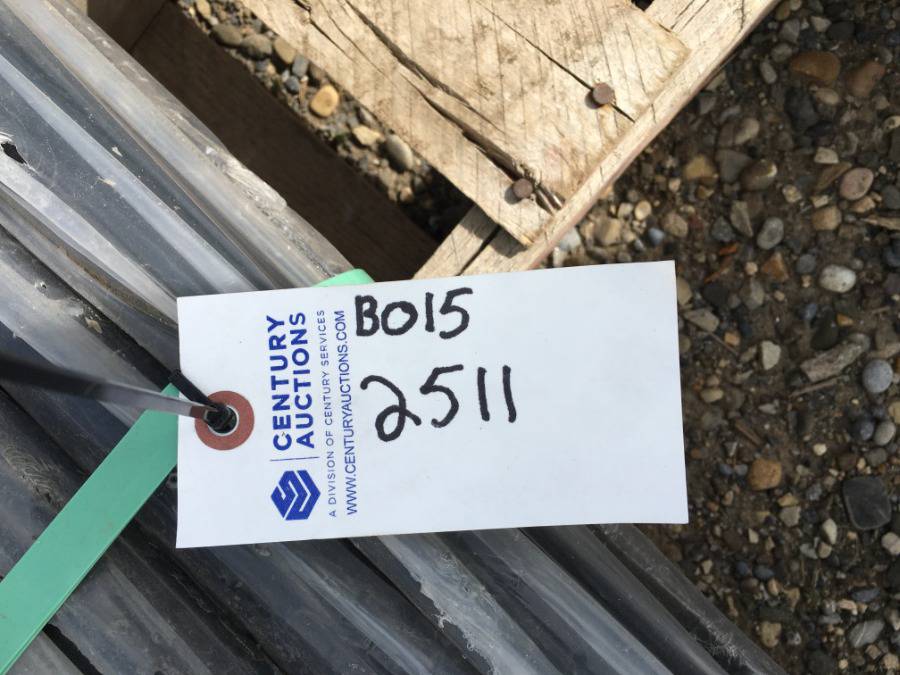 CENTURY
AUCTIONS
A DIVISION OF CENTURY SERVICES
WWW.CENTURYAUCTIONS.COM
B015
2511